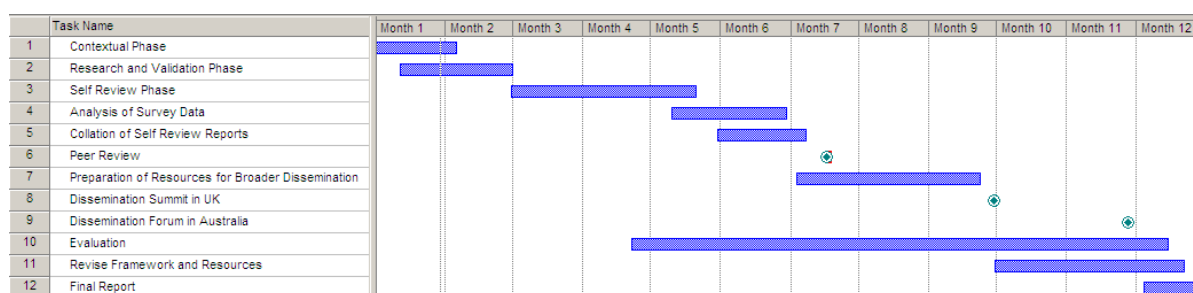 Task Name Month 1 Month 2 Month 3 Month 4 Month 5 Month 6 Month 7 Month 8 Month 9 Month 10 Month 11 Month 12
1 Contextual Phase
2 Research and Validation Phase
3 Self Review Phase
4 Analysis of Survey Data
5 Collation of Self Review Reports
6 Peer Review
7 Preparation of Resources for Broader Dissemination
8 Dissemination Summit in UK
9 Dissemination Forum in Australia
10 Evaluation
11 Revise Framework and Resources
12 Final Report